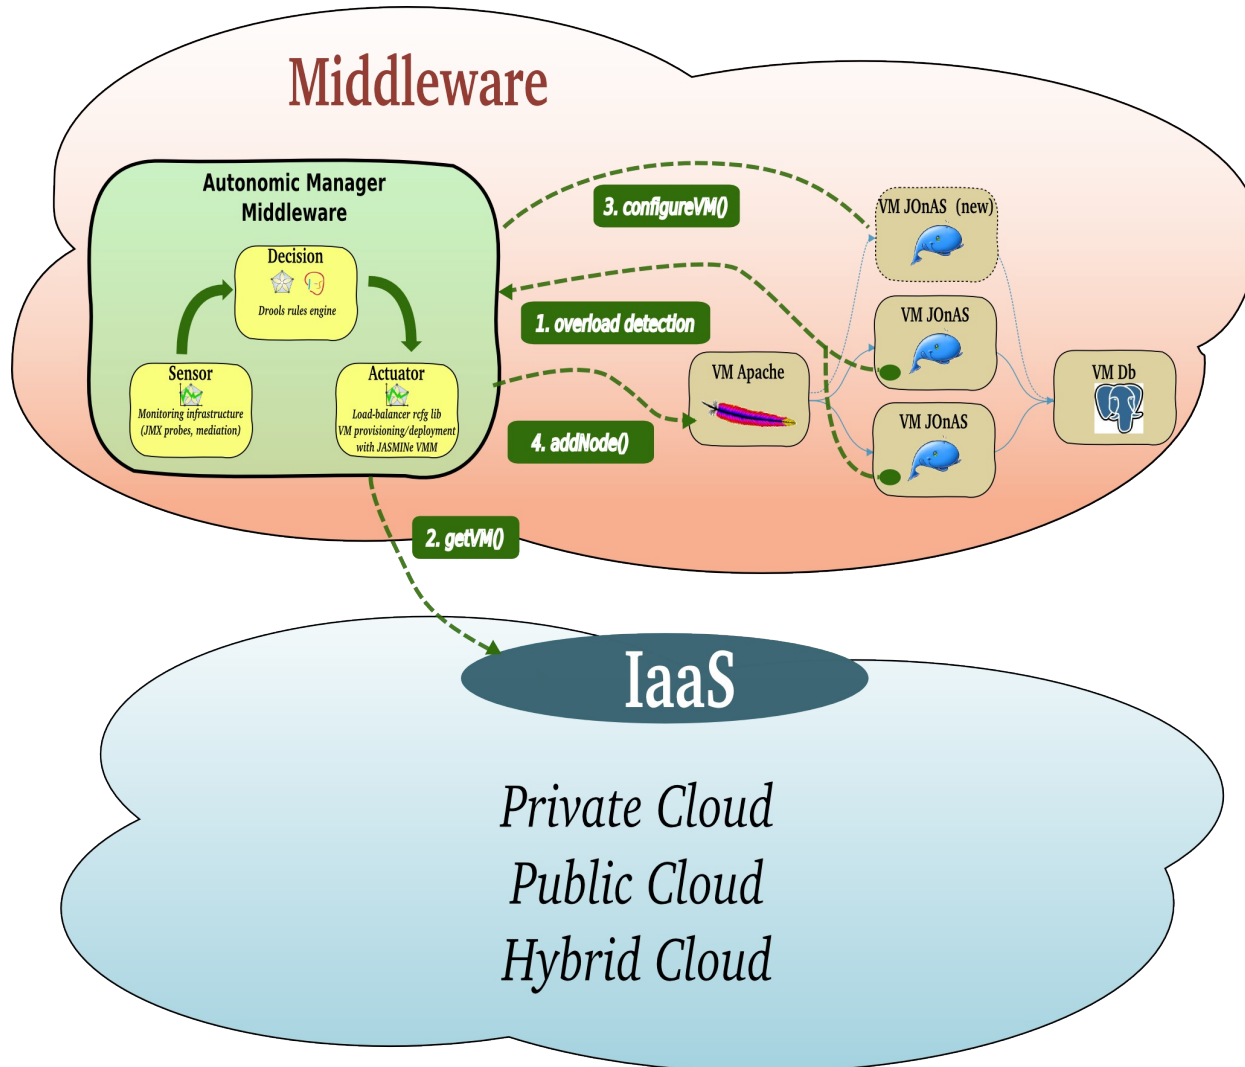 Middleware
Autonomic Manager
Middleware
Decision
Drools rules engine
Sensor
Monitoring infrastructure
(JMX probes, mediation)
Actuator
Load-balancer rcfg lib
VM provisioning/deployment
with JASMINe VMM
3. configureVM()
1. overload detection
4. addNode()
2. getVM()
VM JOnAS (new)
VM JOnAS
VM Apache
VM JOnAS
VM Db
IaaS
Private Cloud
Public Cloud
Hybrid Cloud